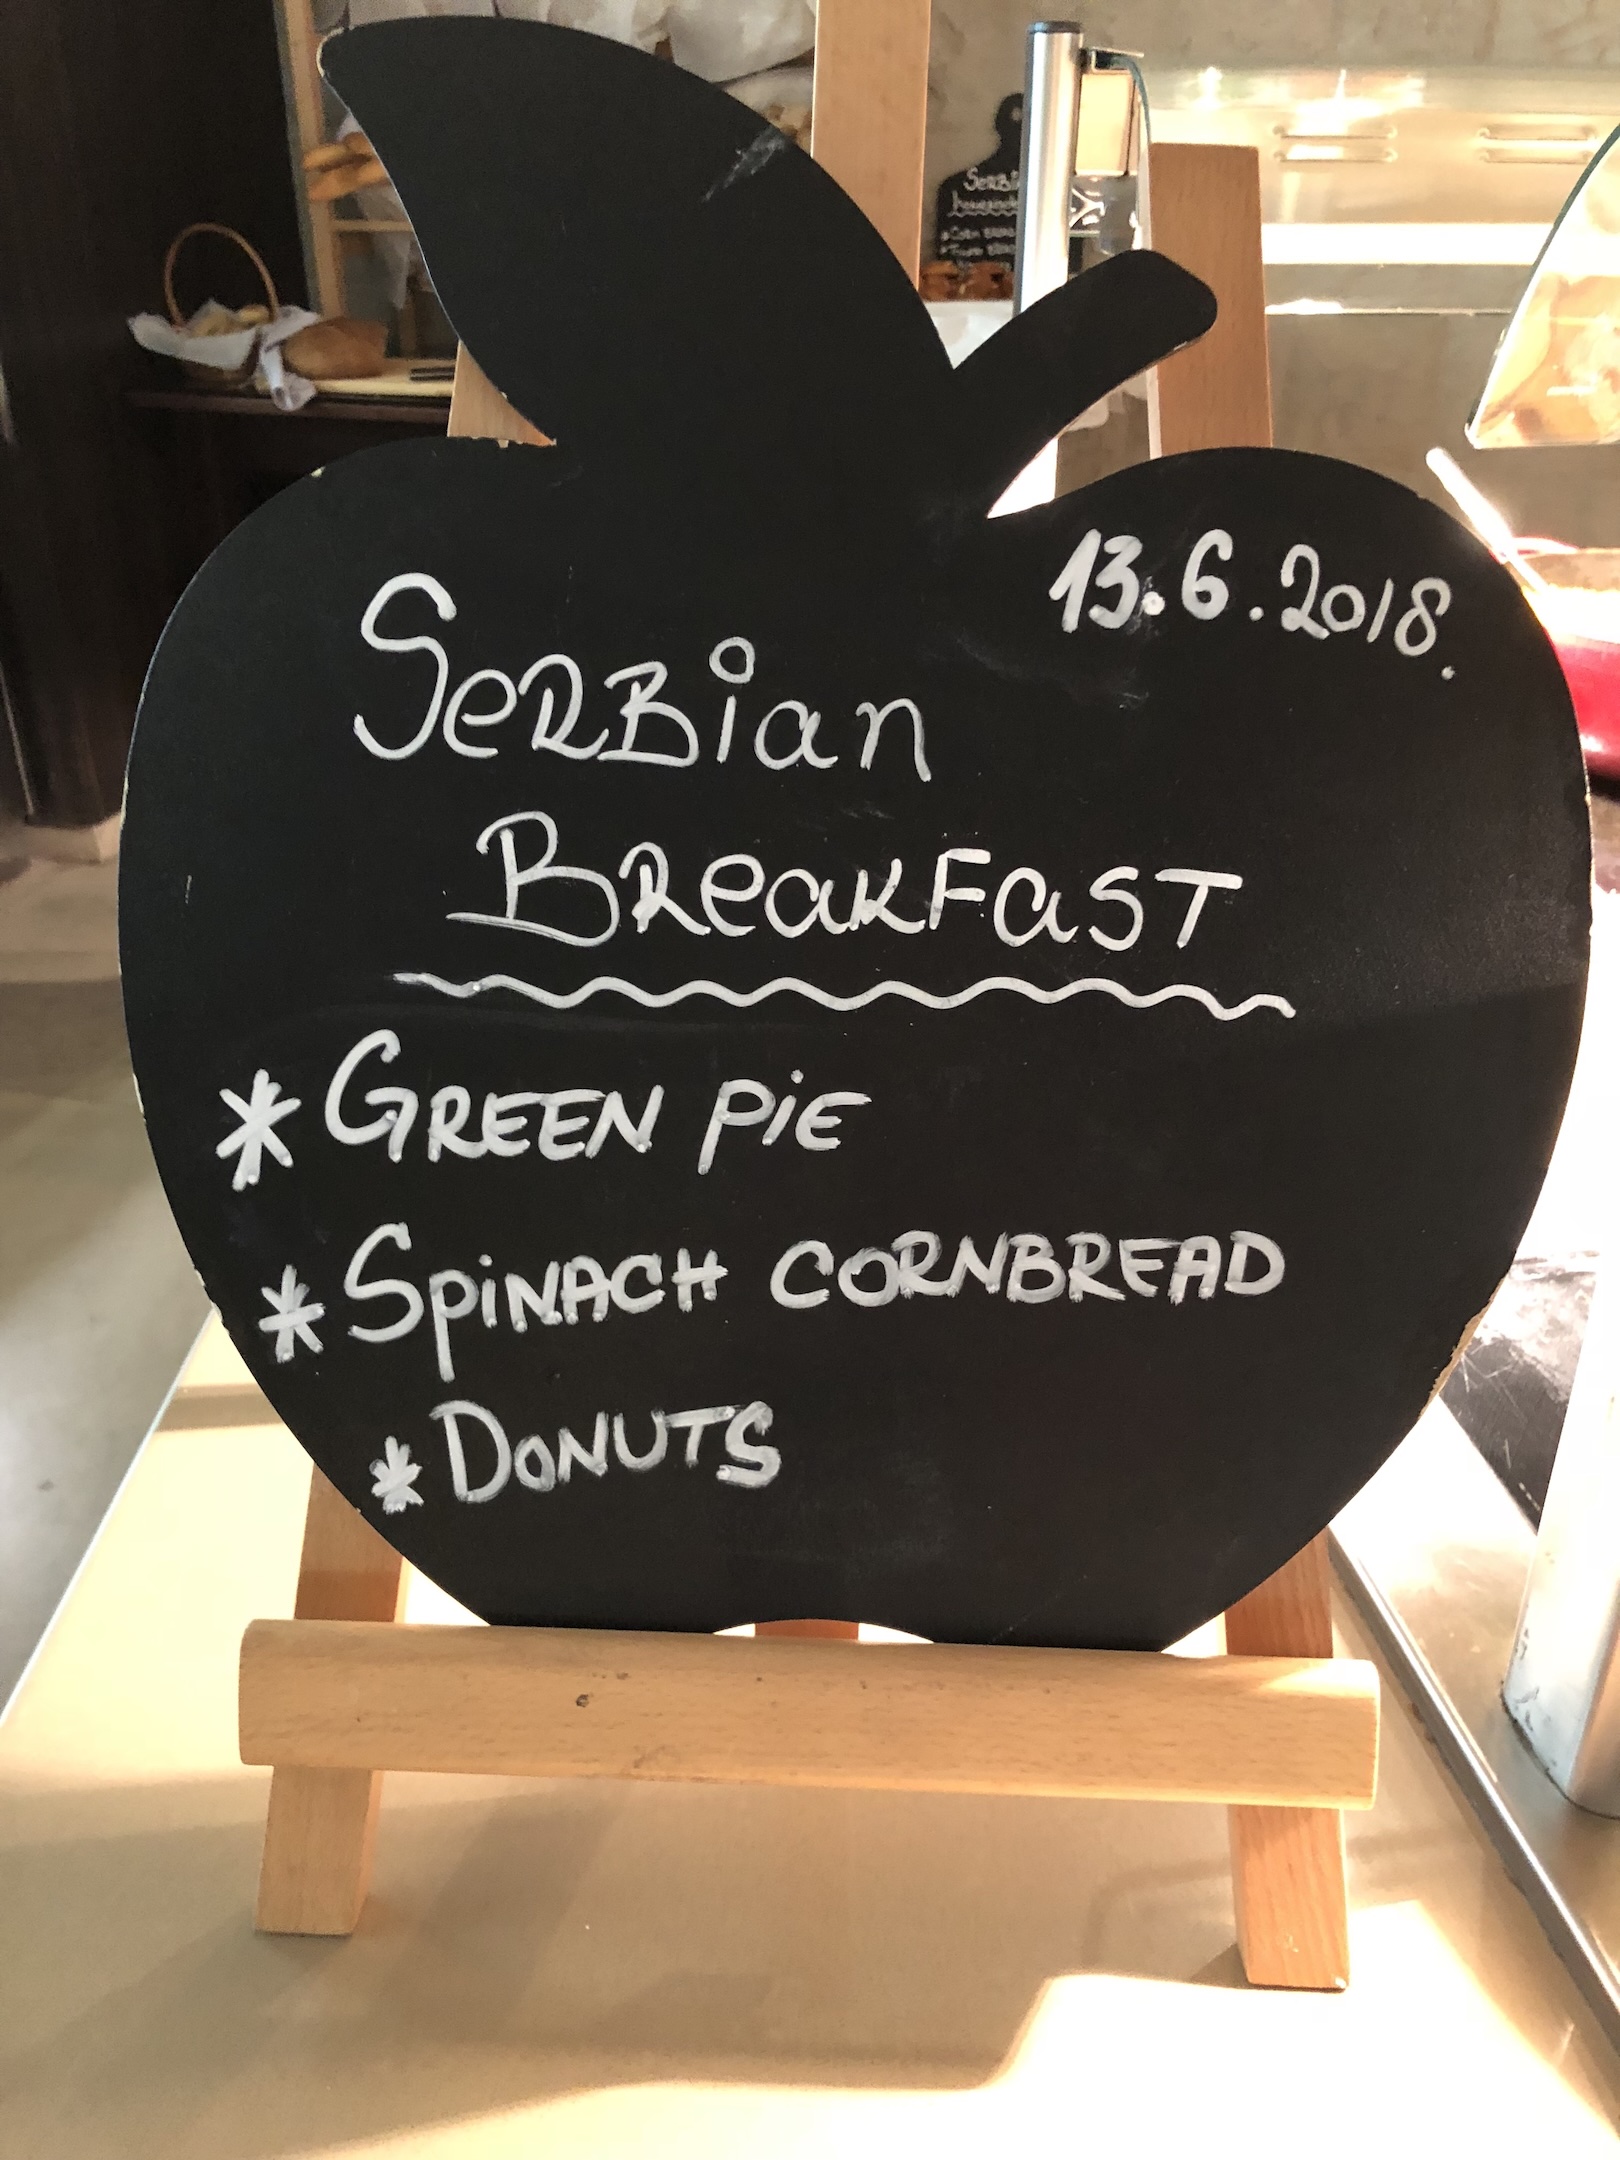 13.6.2018.
Serbian
Breakfast
* GREEN PiE
* SPiNACH CORNBREAD
* DONUTS